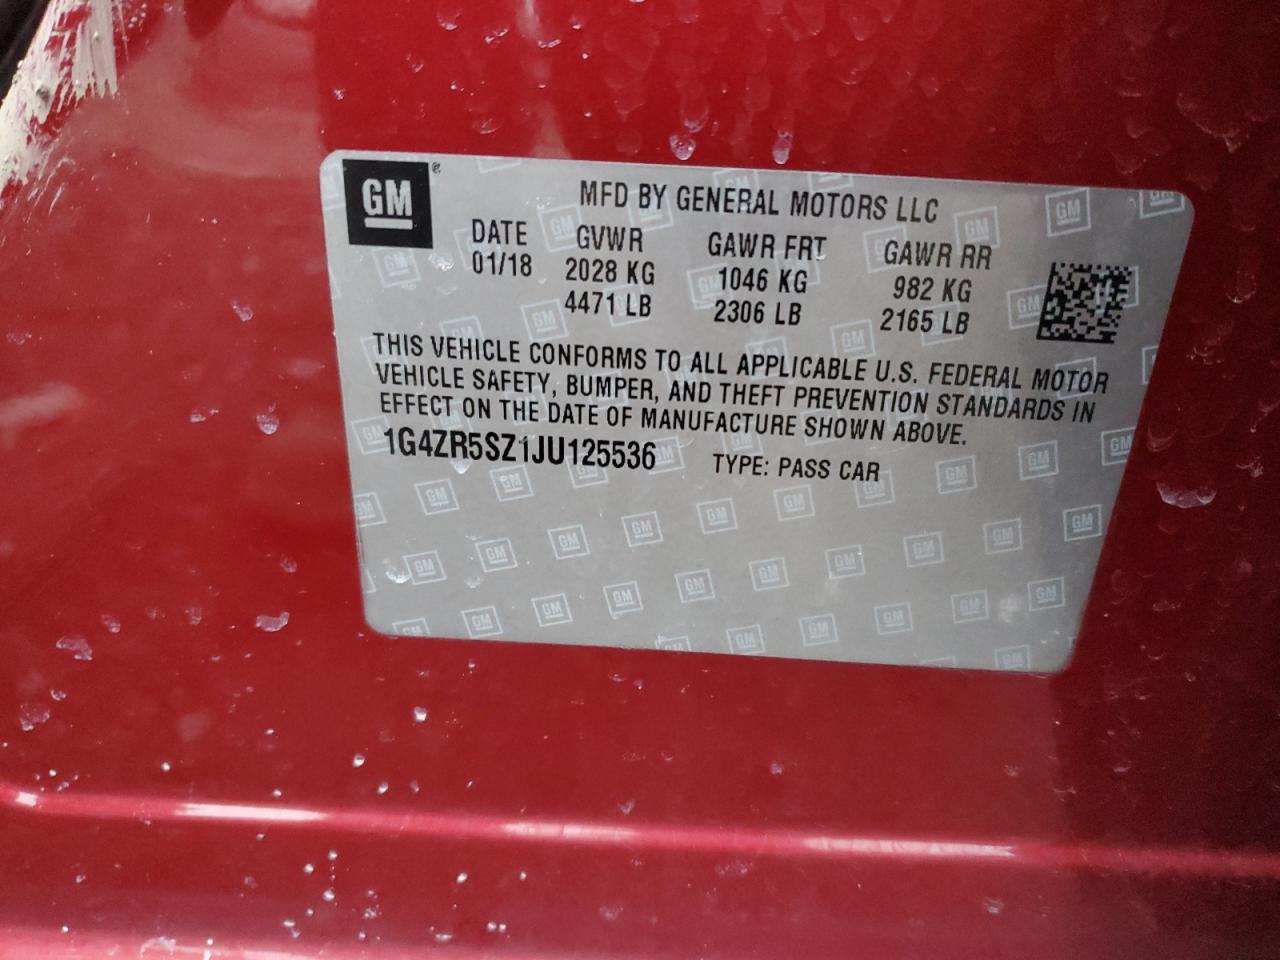 GM ®
MFD BY GENERAL MOTORS LLC
DATE GVWR GAWR FRT GAWR RR
01/18 2028 KG 1046 KG 982 KG
4471 LB 2306 LB 2165 LB
THIS VEHICLE CONFORMS TO ALL APPLICABLE U.S. FEDERAL MOTOR
VEHICLE SAFETY, BUMPER, AND THEFT PREVENTION STANDARDS IN
EFFECT ON THE DATE OF MANUFACTURE SHOWN ABOVE.
1G4ZR5SZ1JU125536 TYPE: PASS CAR